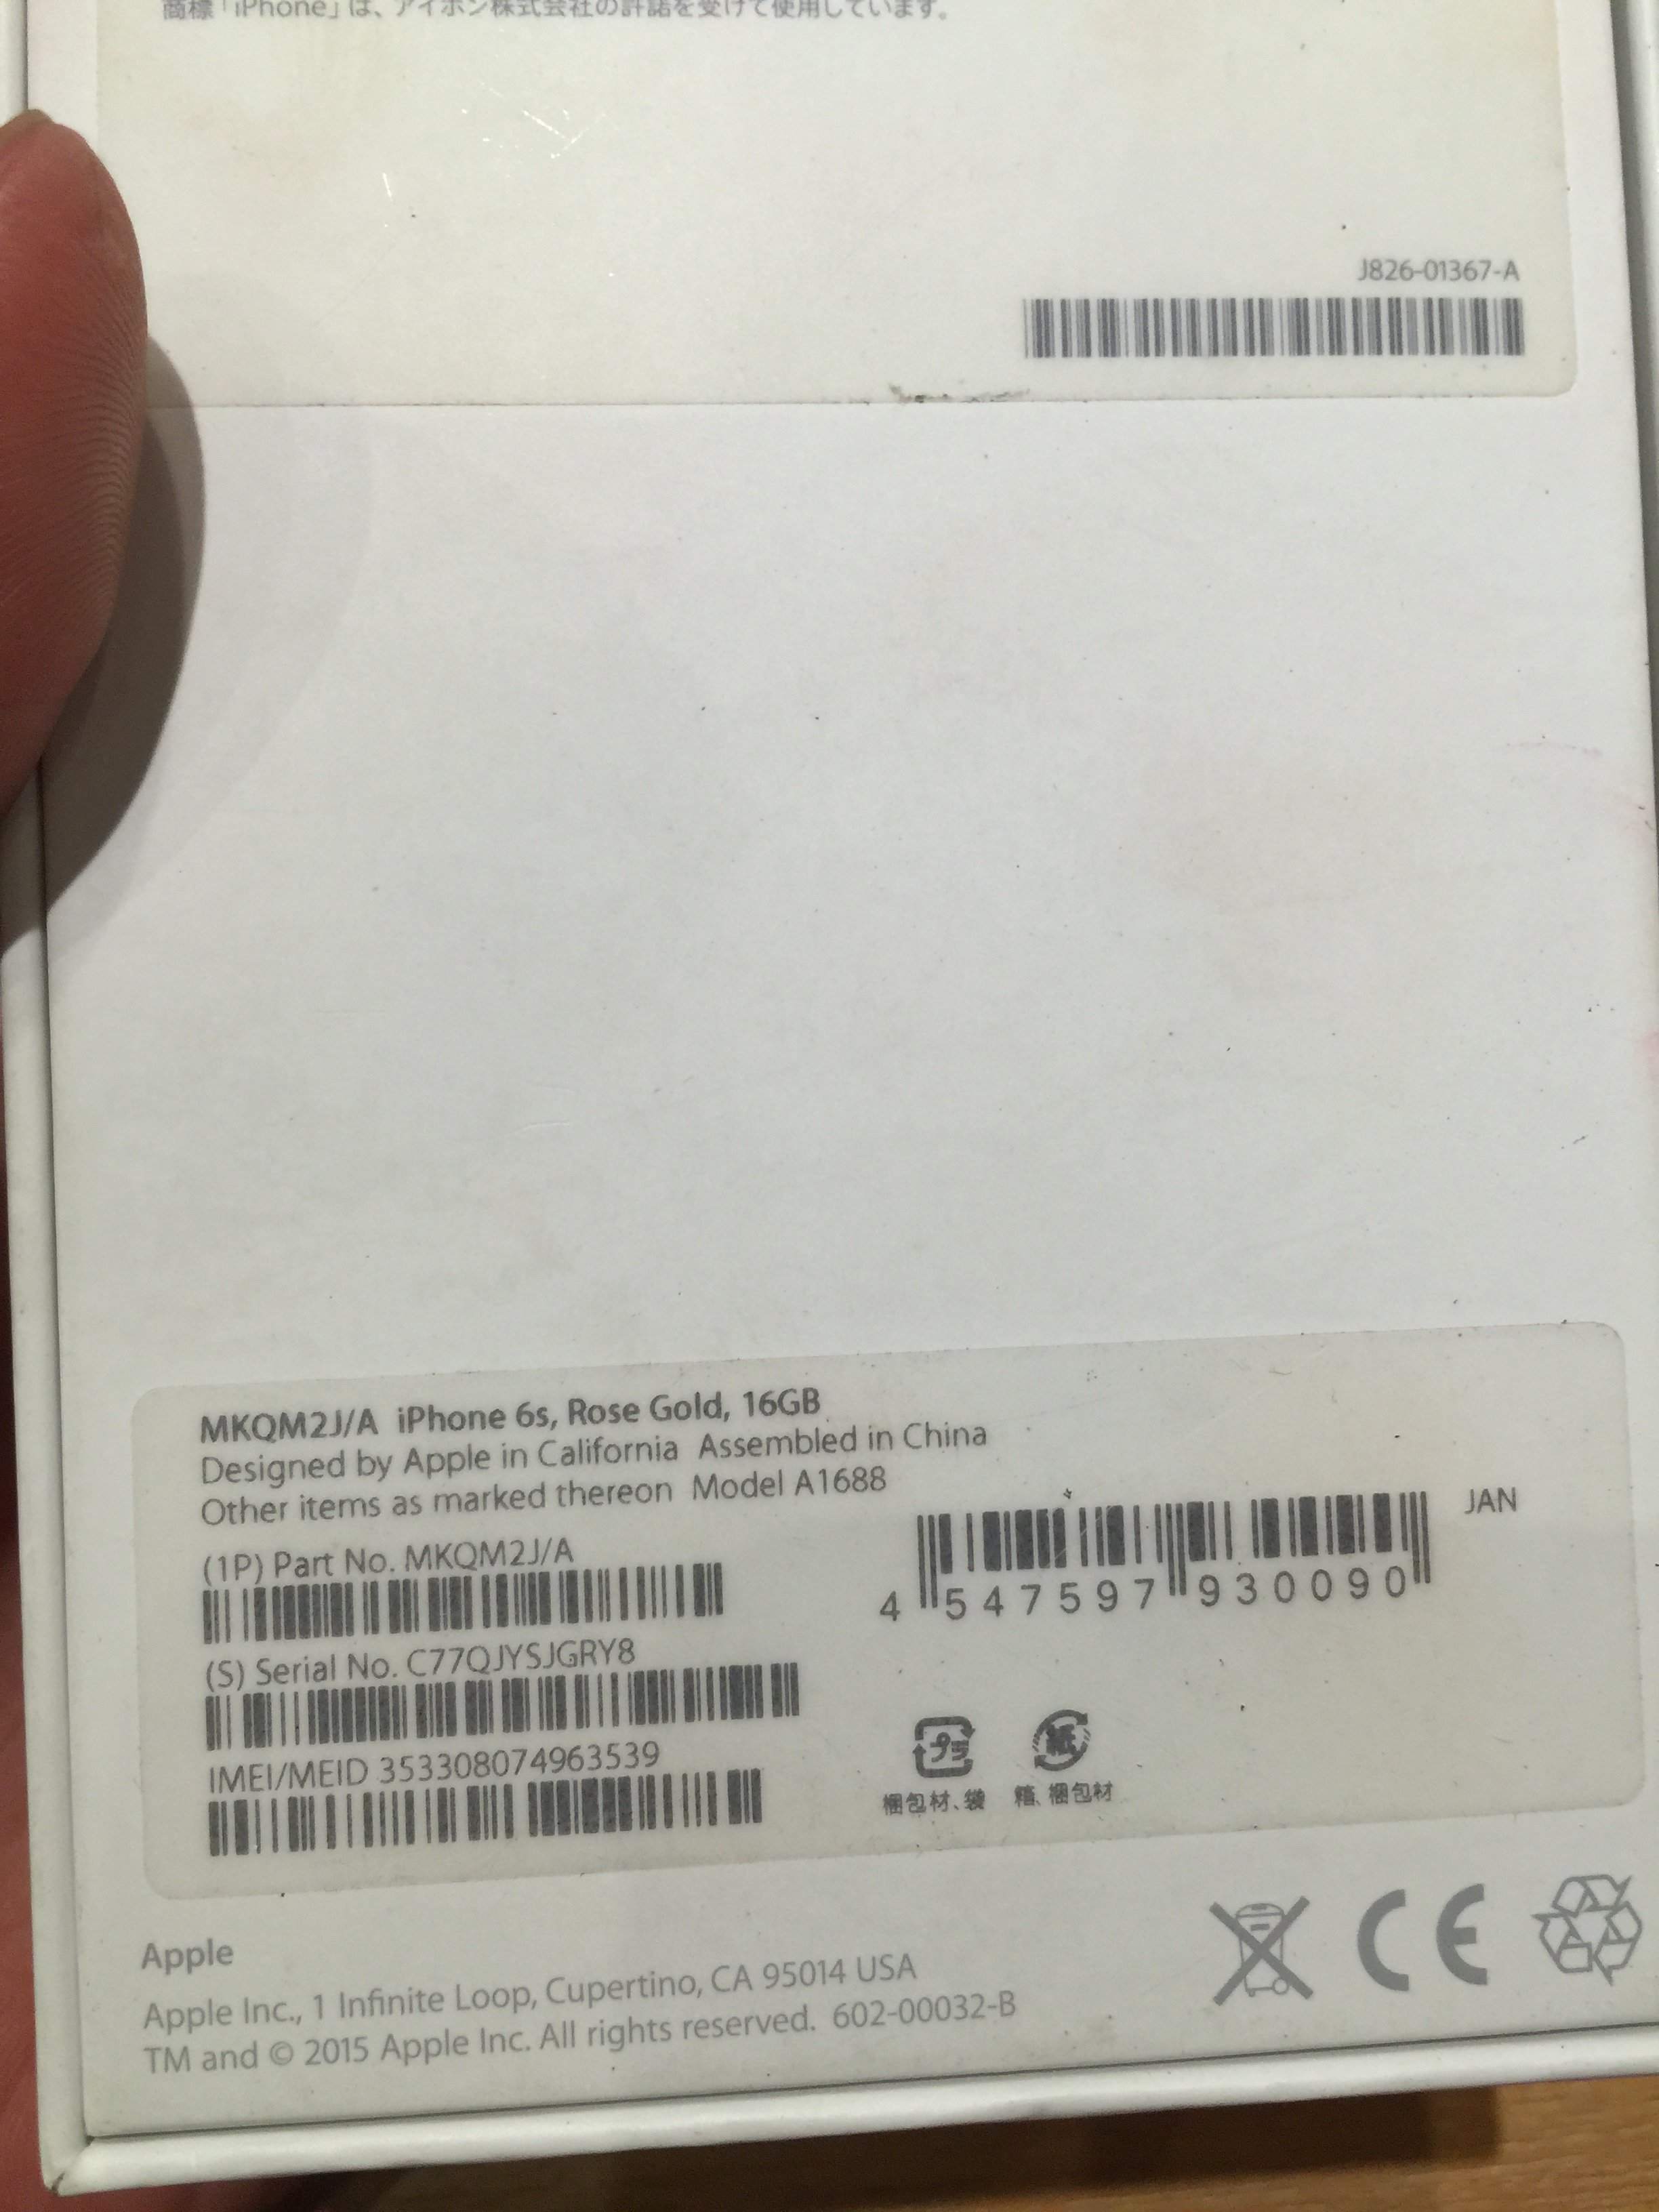 商標「iPhone」は、アイホン株式会社の許諾を受けて使用しています。
J826-01367-A
MKQM2J/A iPhone 6s, Rose Gold, 16GB
Designed by Apple in California Assembled in China
Other items as marked thereon Model A1688
(1P) Part No. MKQM2J/A
JAN
4 547597 930090
(S) Serial No. C77QJYSJGRY8
IMEI/MEID 353308074963539
プラ 紙
梱包材、袋 箱、梱包材
Apple
Apple Inc., 1 Infinite Loop, Cupertino, CA 95014 USA
TM and © 2015 Apple Inc. All rights reserved. 602-00032-B
CE